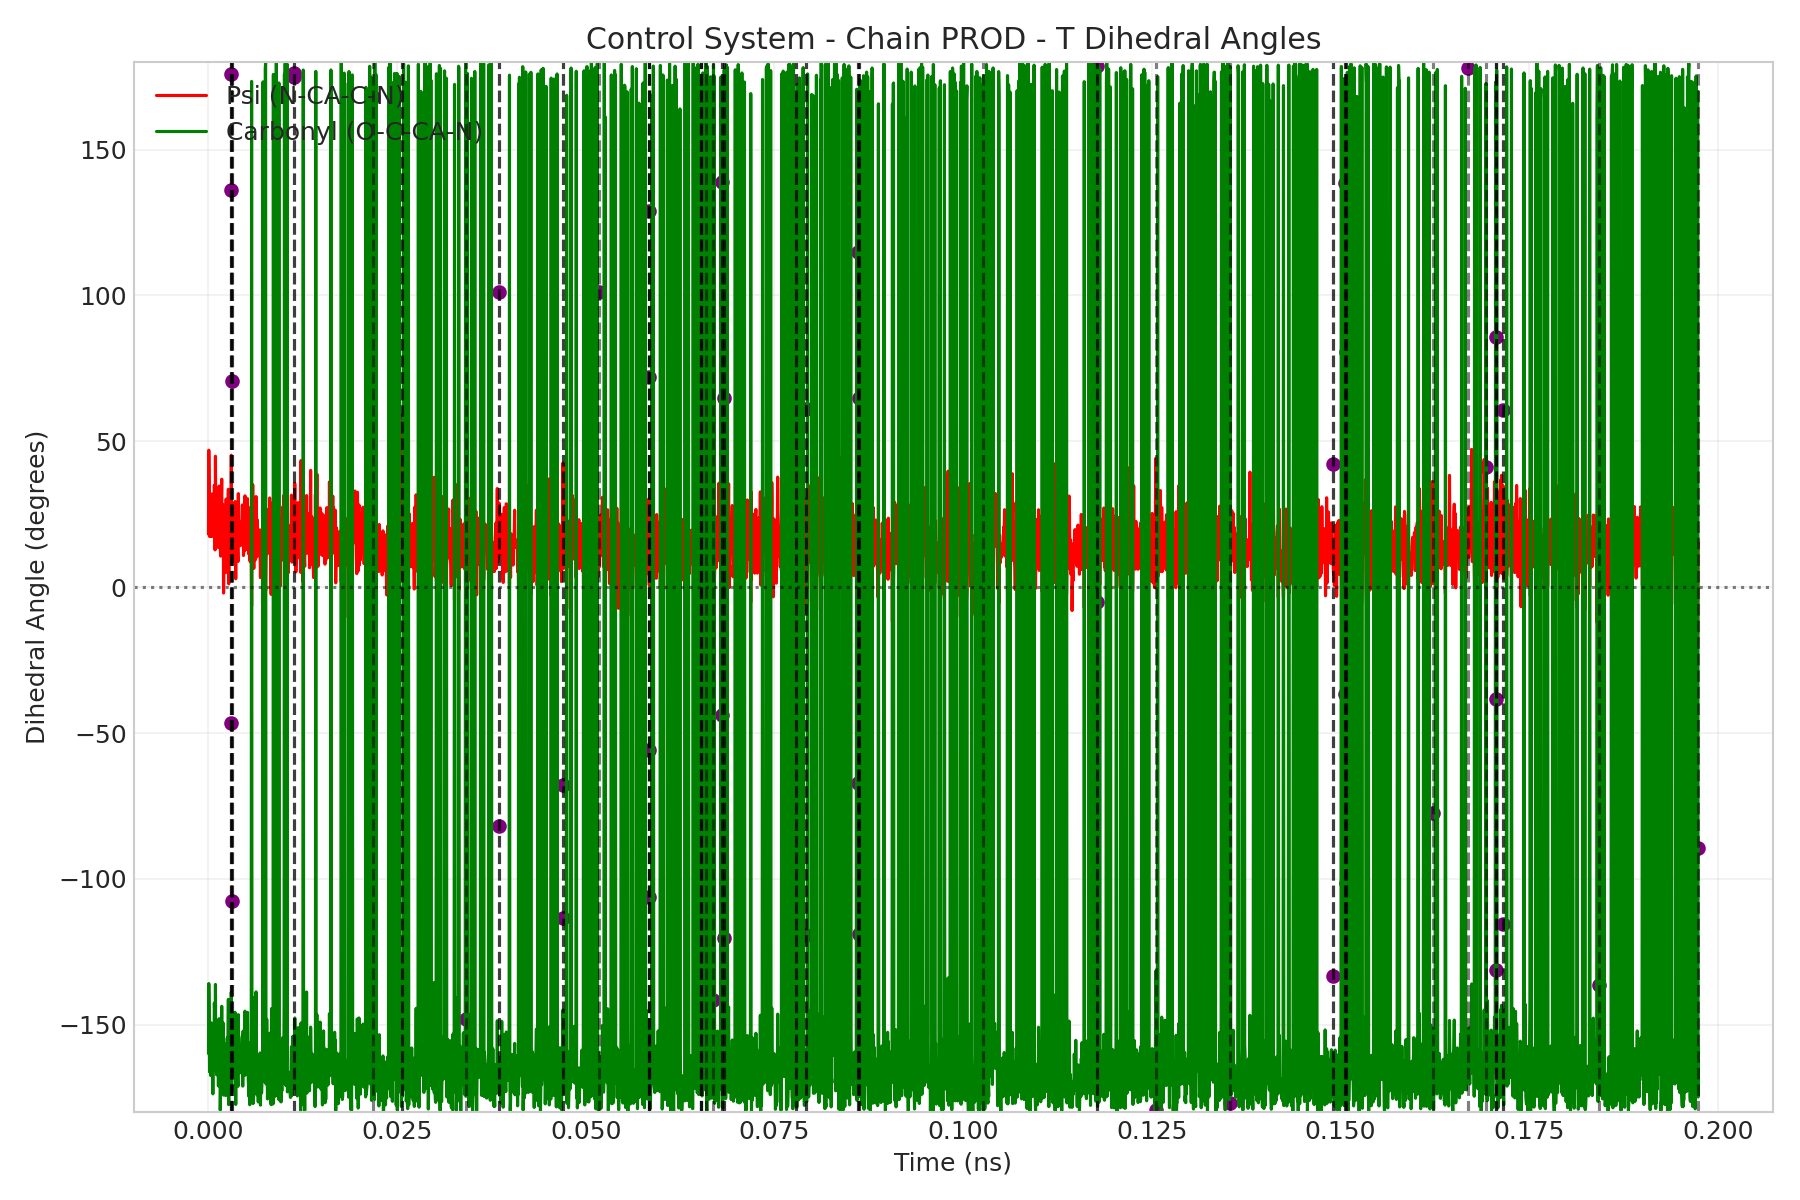 Control System - Chain PROD - T Dihedral Angles
Psi (N-CA-C-N)
Carbonyl (O-C-CA-N)
150
100
50
0
−50
−100
−150
Dihedral Angle (degrees)
0.000 0.025 0.050 0.075 0.100 0.125 0.150 0.175 0.200
Time (ns)